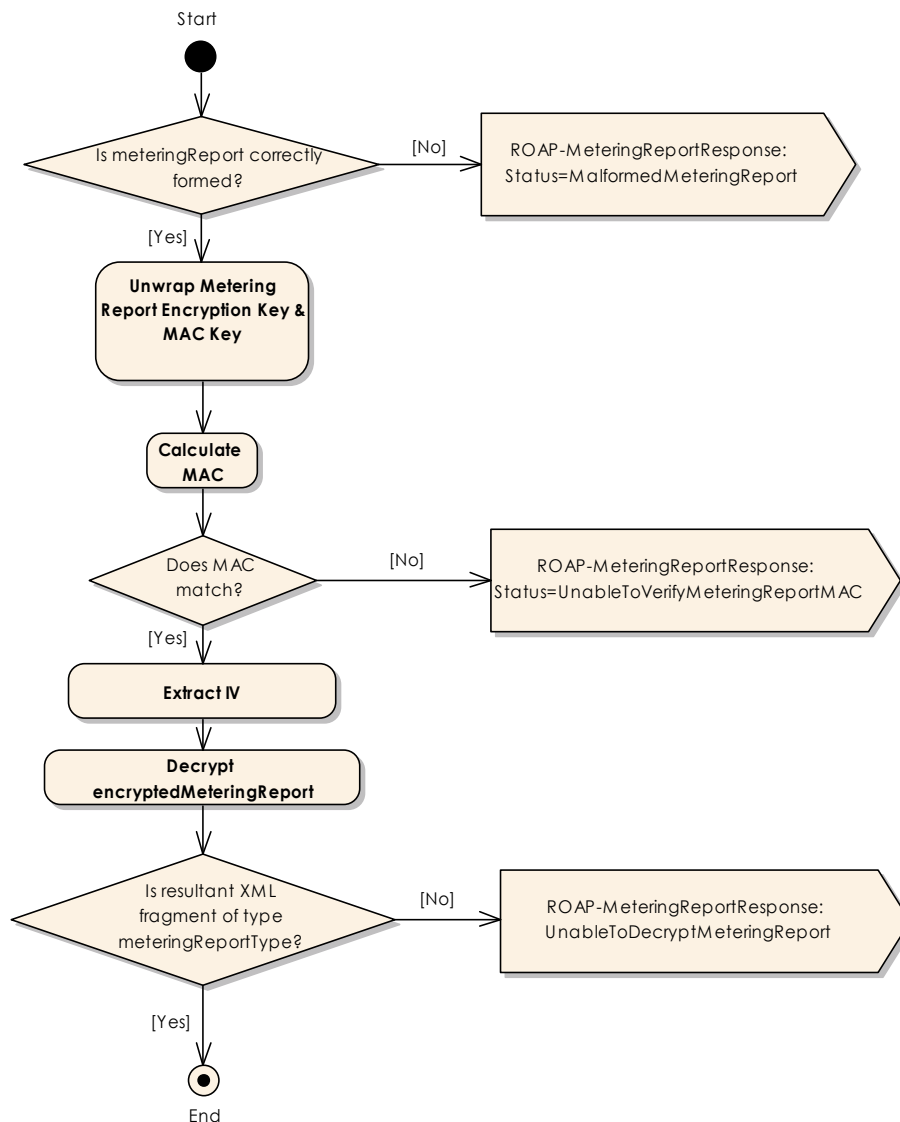 Start
Is meteringReport correctly
formed?
[No]
ROAP-MeteringReportResponse:
Status=MalformedMeteringReport
[Yes]
Unwrap Metering
Report Encryption Key &
MAC Key
Calculate
MAC
Does MAC
match?
[No]
ROAP-MeteringReportResponse:
Status=UnableToVerifyMeteringReportMAC
[Yes]
Extract IV
Decrypt
encryptedMeteringReport
Is resultant XML
fragment of type
meteringReportType?
[No]
ROAP-MeteringReportResponse:
UnableToDecryptMeteringReport
[Yes]
End